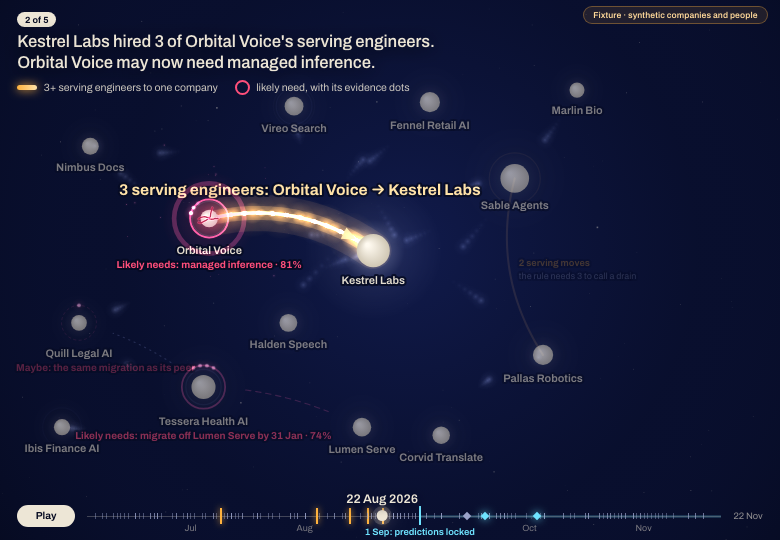 2 of 5
Fixture · synthetic companies and people
Kestrel Labs hired 3 of Orbital Voice's serving engineers.
Orbital Voice may now need managed inference.
3+ serving engineers to one company
likely need, with its evidence dots
Marlin Bio
Vireo Search
Fennel Retail AI
Nimbus Docs
3 serving engineers: Orbital Voice → Kestrel Labs
Sable Agents
Orbital Voice
Likely needs: managed inference · 81%
2 serving moves
the rule needs 3 to call a drain
Kestrel Labs
Halden Speech
Quill Legal AI
Maybe: the same migration as its
Pallas Robotics
Tessera Health AI
Likely needs: migrate off Lumen Serve by 31 Jan · 74%
Ibis Finance AI
Lumen Serve
Corvid Translate
22 Aug 2026
Play
22 Nov
Jul
Aug
Oct
Nov
1 Sep: predictions locked